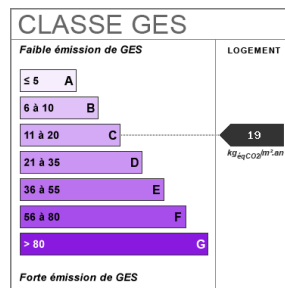 CLASSE GES
Faible émission de GES
LOGEMENT
≤ 5 A
6 à 10 B
11 à 20 C
19
kgéqCO2/m².an
21 à 35 D
36 à 55 E
56 à 80 F
> 80 G
Forte émission de GES